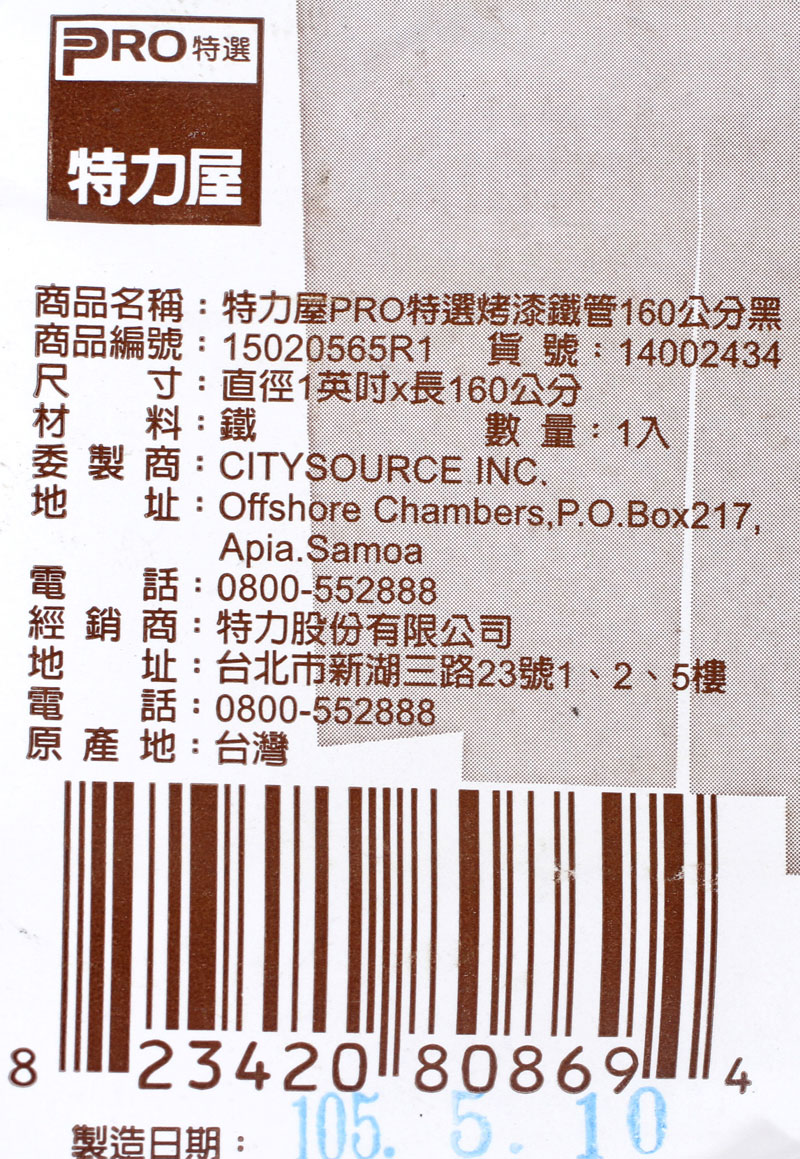 PRO特選
特力屋
商品名稱：特力屋PRO特選烤漆鐵管160公分黑
商品編號：15020565R1 貨號：14002434
尺寸：直徑1英吋x長160公分
材料：鐵 數量：1入
委製商：CITYSOURCE INC.
地址：Offshore Chambers,P.O.Box217,
Apia.Samoa
電話：0800-552888
經銷商：特力股份有限公司
地址：台北市新湖三路23號1、2、5樓
電話：0800-552888
原產地：台灣
8 23420 80869 4
製造日期：105. 5. 10